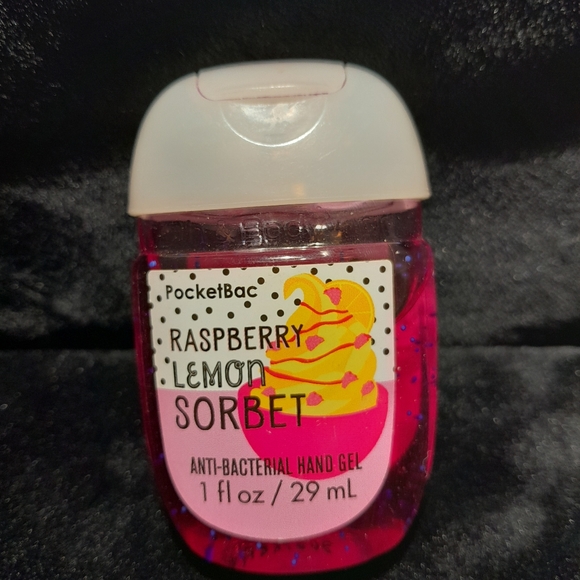 PocketBac
RASPBERRY
LEMON
SORBET
ANTI-BACTERIAL HAND GEL
1 fl oz / 29 mL